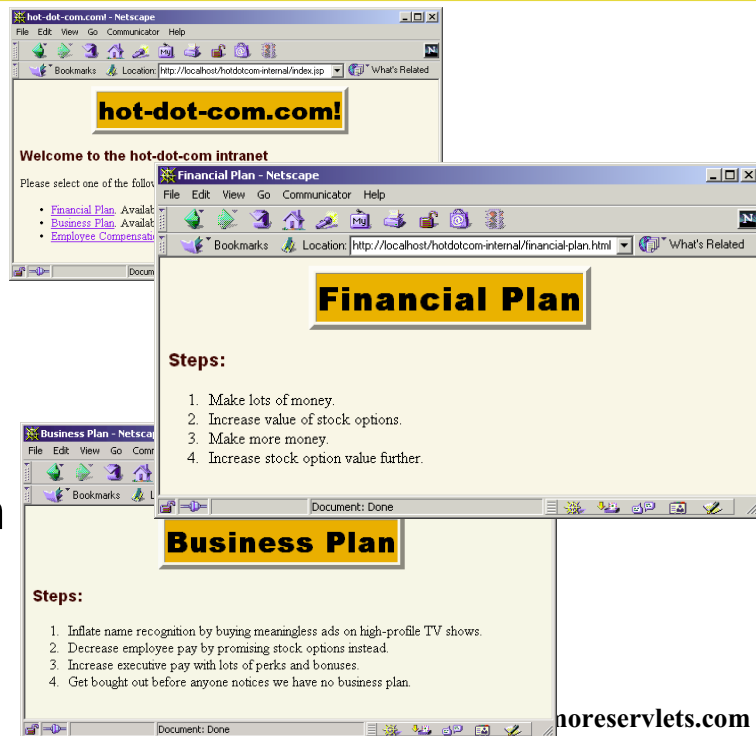 hot-dot-com.com! - Netscape
File Edit View Go Communicator Help
My
N
Bookmarks Location: http://localhost/hotdotcom-internal/index.jsp What's Related
hot-dot-com.com!
Welcome to the hot-dot-com intranet
Please select one of the
Financial Plan.
Business Plan.
Employee
Financial Plan - Netscape
File Edit View Go Communicator Help
My
N
Bookmarks Location: http://localhost/hotdotcom-internal/financial-plan.html What's Related
Financial Plan
Steps:
1. Make lots of money.
2. Increase value of stock options.
3. Make more money.
4. Increase stock option value further.
Document: Done
Business Plan - 
File Edit View Go
Bookmarks
Business Plan
Steps:
1. Inflate name recognition by buying meaningless ads on high-profile TV shows.
2. Decrease employee pay by promising stock options instead.
3. Increase executive pay with lots of perks and bonuses.
4. Get bought out before anyone notices we have no business plan.
Document: Done
moreservlets.com